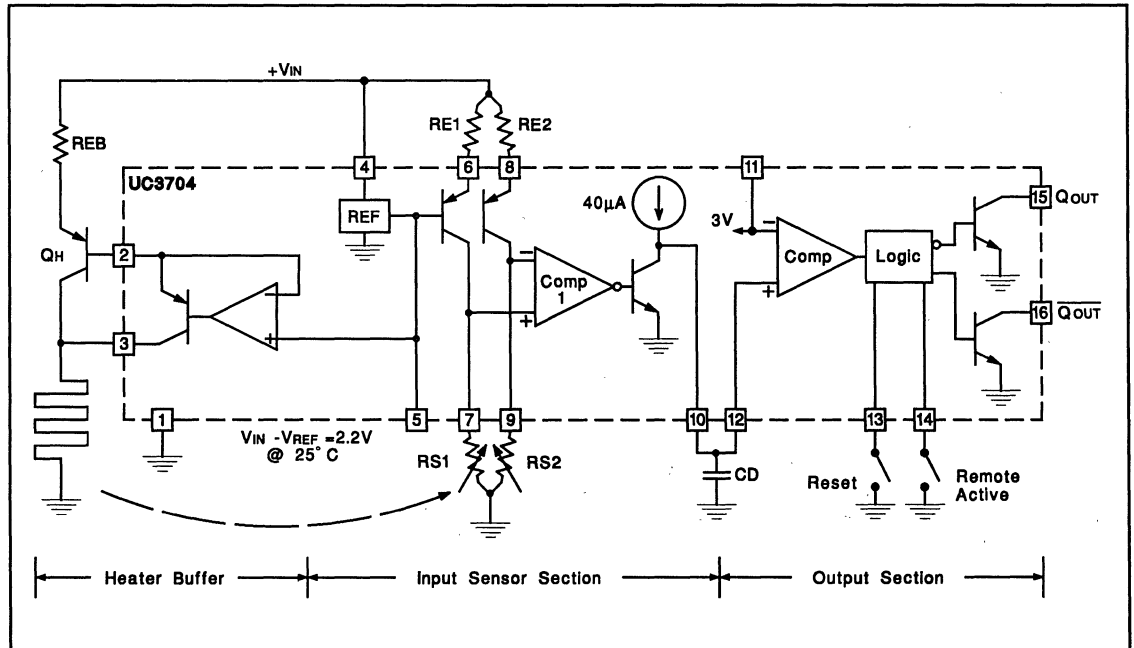 +VIN
REB
RE1
RE2
4
6
8
11
UC3704
REF
40µA
3V
15
QOUT
QH
2
−
+
−
Comp
1
+
−
Comp
+
Logic
16
QOUT
3
1
5
7
9
10
12
13
14
VIN -VREF =2.2V
@ 25°C
RS1
RS2
CD
Reset
Remote
Active
Heater Buffer
Input Sensor Section
Output Section